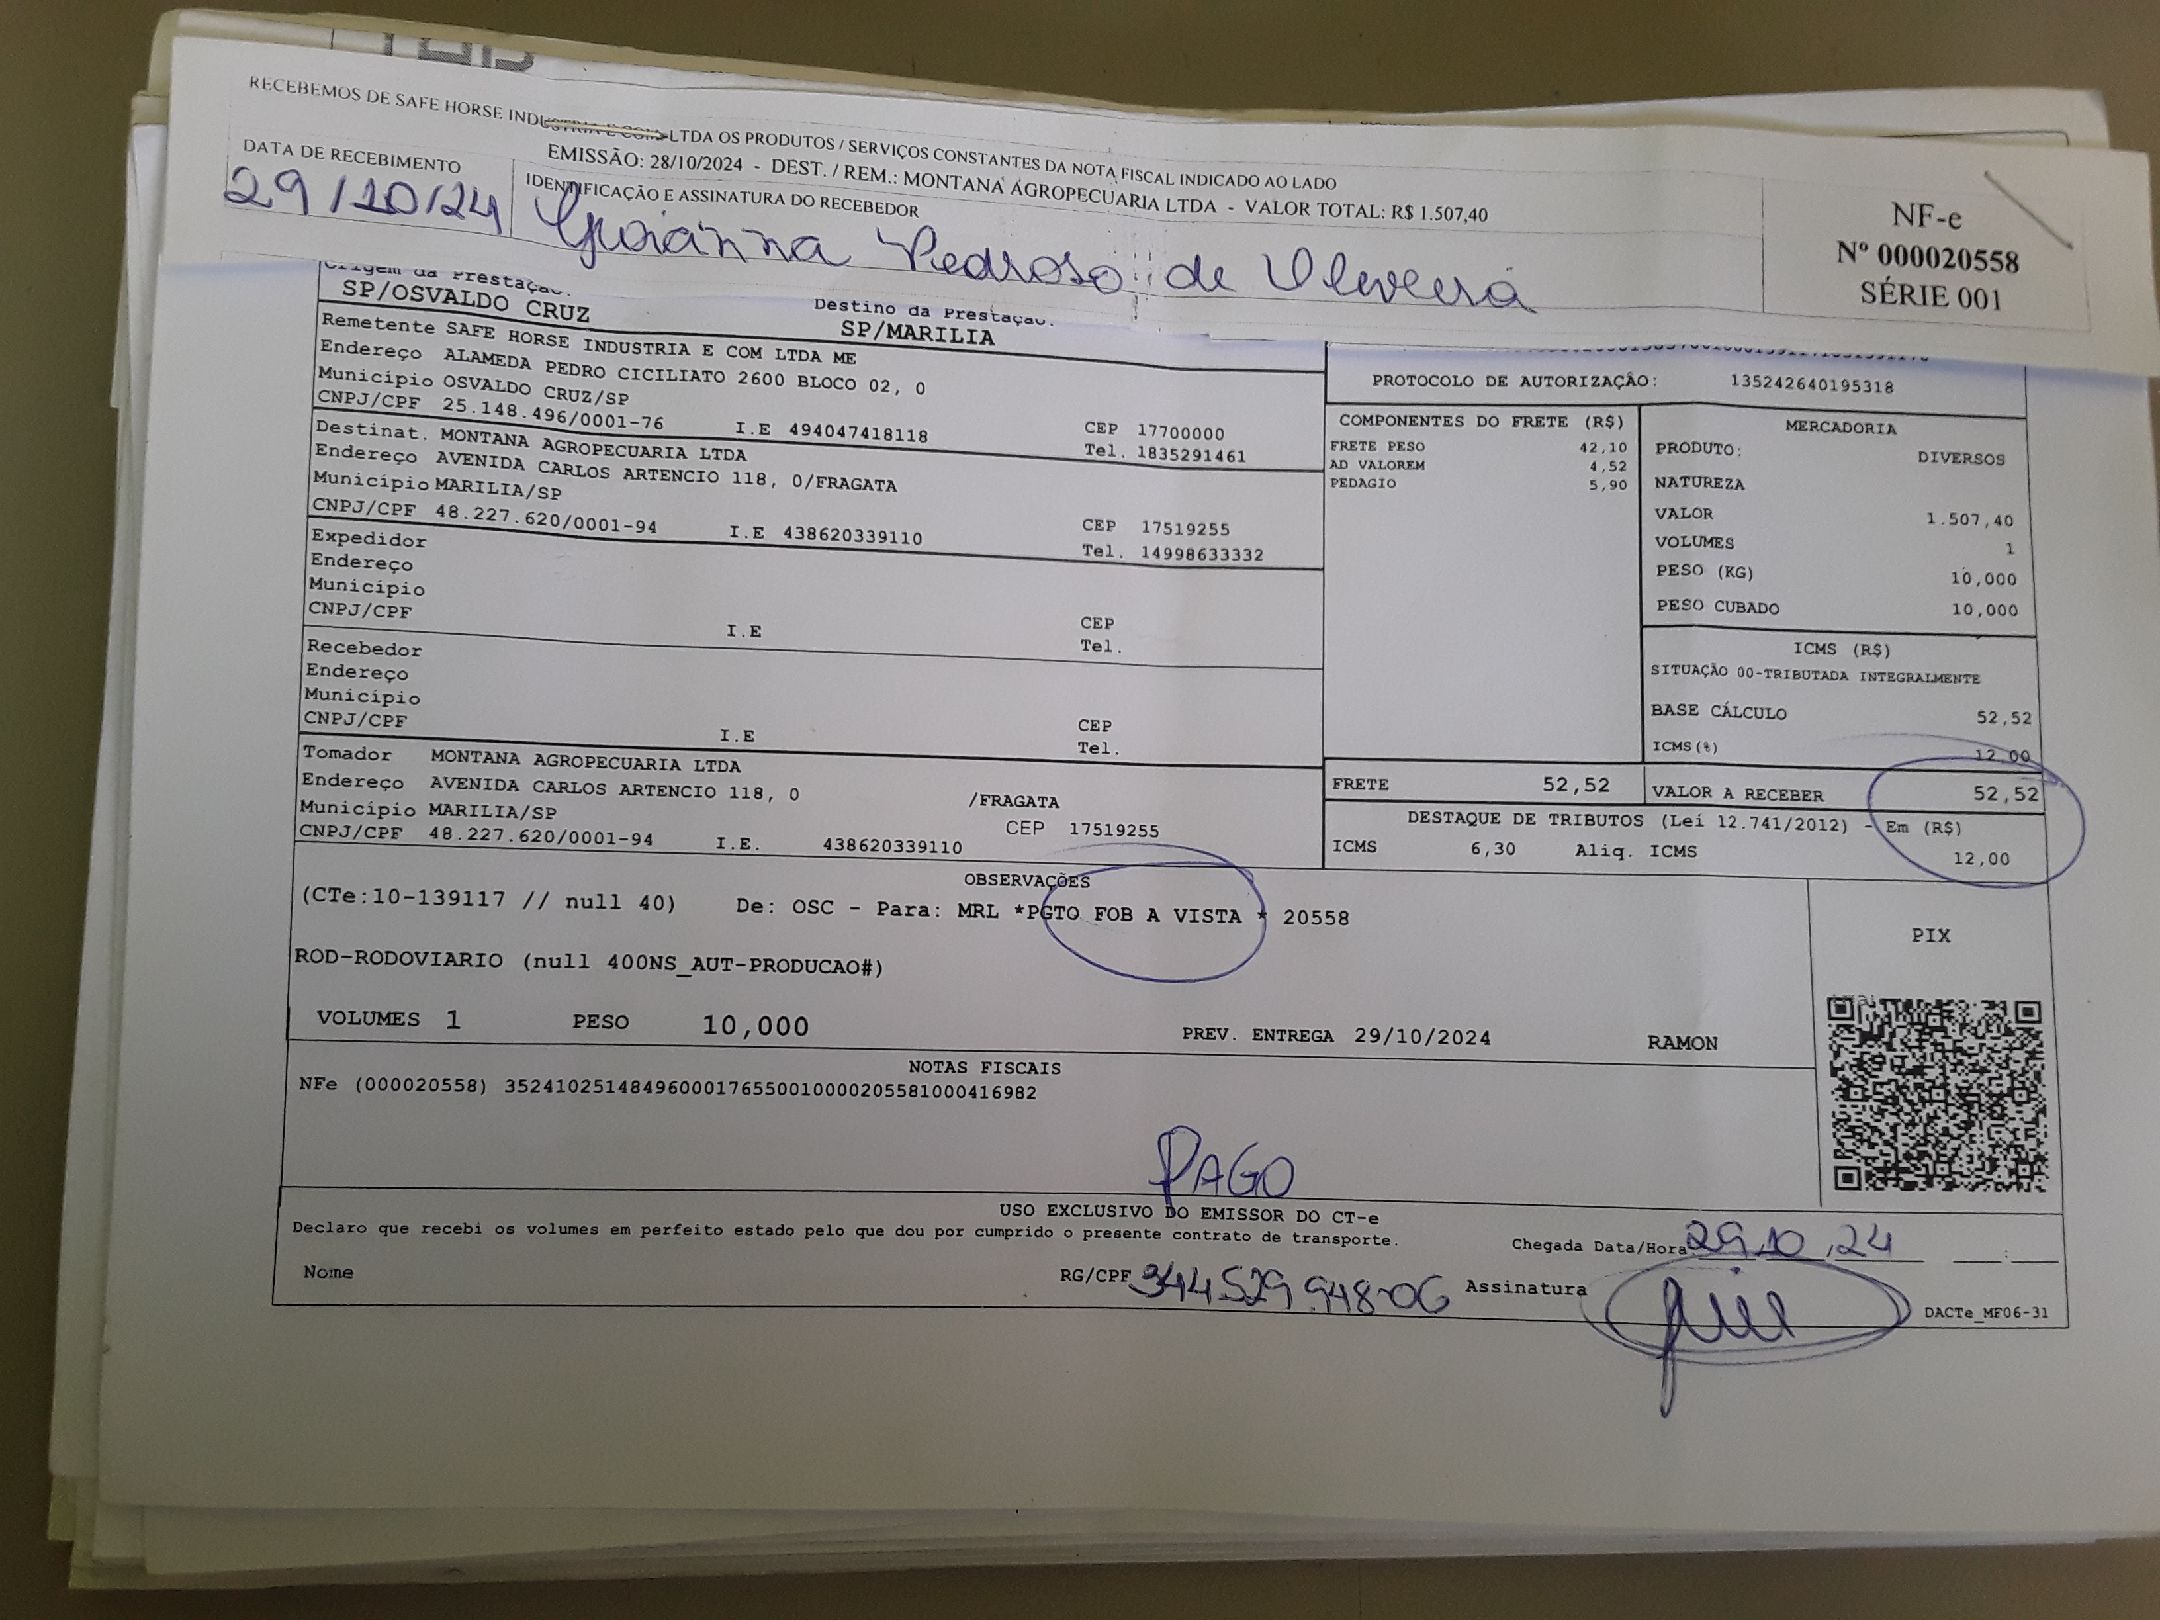 RECEBEMOS DE SAFE HORSE INDUSTRIA E COM LTDA OS PRODUTOS / SERVIÇOS CONSTANTES DA NOTA FISCAL INDICADO AO LADO
EMISSÃO: 28/10/2024 - DEST. / REM.: MONTANA AGROPECUARIA LTDA - VALOR TOTAL: R$ 1.507,40
DATA DE RECEBIMENTO
29/10/24
IDENTIFICAÇÃO E ASSINATURA DO RECEBEDOR
Pedroso de Oliveira
NF-e
Nº 000020558
SÉRIE 001
Origem da Prestação.
SP/OSVALDO CRUZ
Destino da Prestação.
SP/MARILIA
Remetente SAFE HORSE INDUSTRIA E COM LTDA ME
Endereço ALAMEDA PEDRO CICILIATO 2600 BLOCO 02, 0
Município OSVALDO CRUZ/SP CEP 17700000
CNPJ/CPF 25.148.496/0001-76 I.E 494047418118 Tel. 1835291461
Destinat. MONTANA AGROPECUARIA LTDA
Endereço AVENIDA CARLOS ARTENCIO 118, 0/FRAGATA
Município MARILIA/SP CEP 17519255
CNPJ/CPF 48.227.620/0001-94 I.E 438620339110 Tel. 14998633332
Expedidor
Endereço
Município CEP
CNPJ/CPF I.E Tel.
Recebedor
Endereço
Município CEP
CNPJ/CPF I.E Tel.
Tomador MONTANA AGROPECUARIA LTDA
Endereço AVENIDA CARLOS ARTENCIO 118, 0 /FRAGATA
Município MARILIA/SP CEP 17519255
CNPJ/CPF 48.227.620/0001-94 I.E. 438620339110
PROTOCOLO DE AUTORIZAÇÃO: 135242640195318
COMPONENTES DO FRETE (R$)
FRETE PESO 42,10
AD VALOREM 4,52
PEDAGIO 5,90
MERCADORIA
PRODUTO: DIVERSOS
NATUREZA
VALOR 1.507,40
VOLUMES 1
PESO (KG) 10,000
PESO CUBADO 10,000
ICMS (R$)
SITUAÇÃO 00-TRIBUTADA INTEGRALMENTE
BASE CÁLCULO 52,52
ICMS(%) 12,00
FRETE 52,52 VALOR A RECEBER 52,52
DESTAQUE DE TRIBUTOS (Lei 12.741/2012) - Em (R$)
ICMS 6,30 Aliq. ICMS 12,00
OBSERVAÇÕES
(CTe:10-139117 // null 40) De: OSC - Para: MRL *PGTO FOB A VISTA * 20558
ROD-RODOVIARIO (null 400NS_AUT-PRODUCAO#)
VOLUMES 1 PESO 10,000 PREV. ENTREGA 29/10/2024 RAMON
PIX
NOTAS FISCAIS
NFe (000020558) 35241025148496000176550010000205581000416982
PAGO
USO EXCLUSIVO DO EMISSOR DO CT-e
Declaro que recebi os volumes em perfeito estado pelo que dou por cumprido o presente contrato de transporte.
Chegada Data/Hora 29.10.24 :
Nome RG/CPF 344529948-06 Assinatura
DACTe_MF06-31